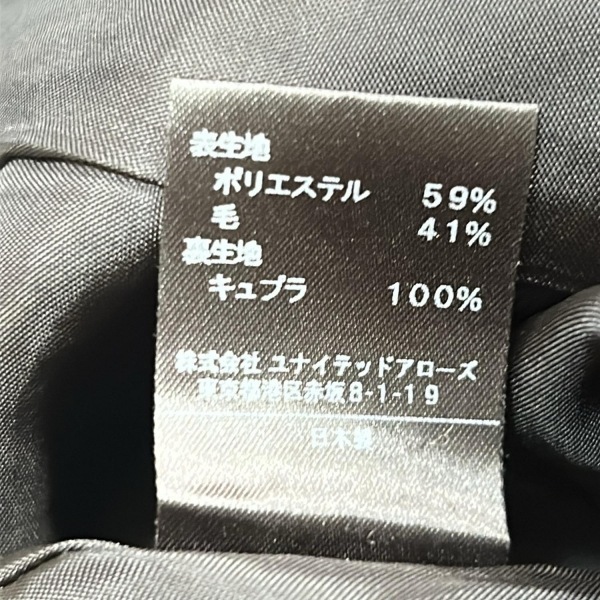 表生地
ポリエステル 59%
毛 41%
裏生地
キュプラ 100%
株式会社 ユナイテッドアローズ
東京都港区赤坂8-1-19
日本製